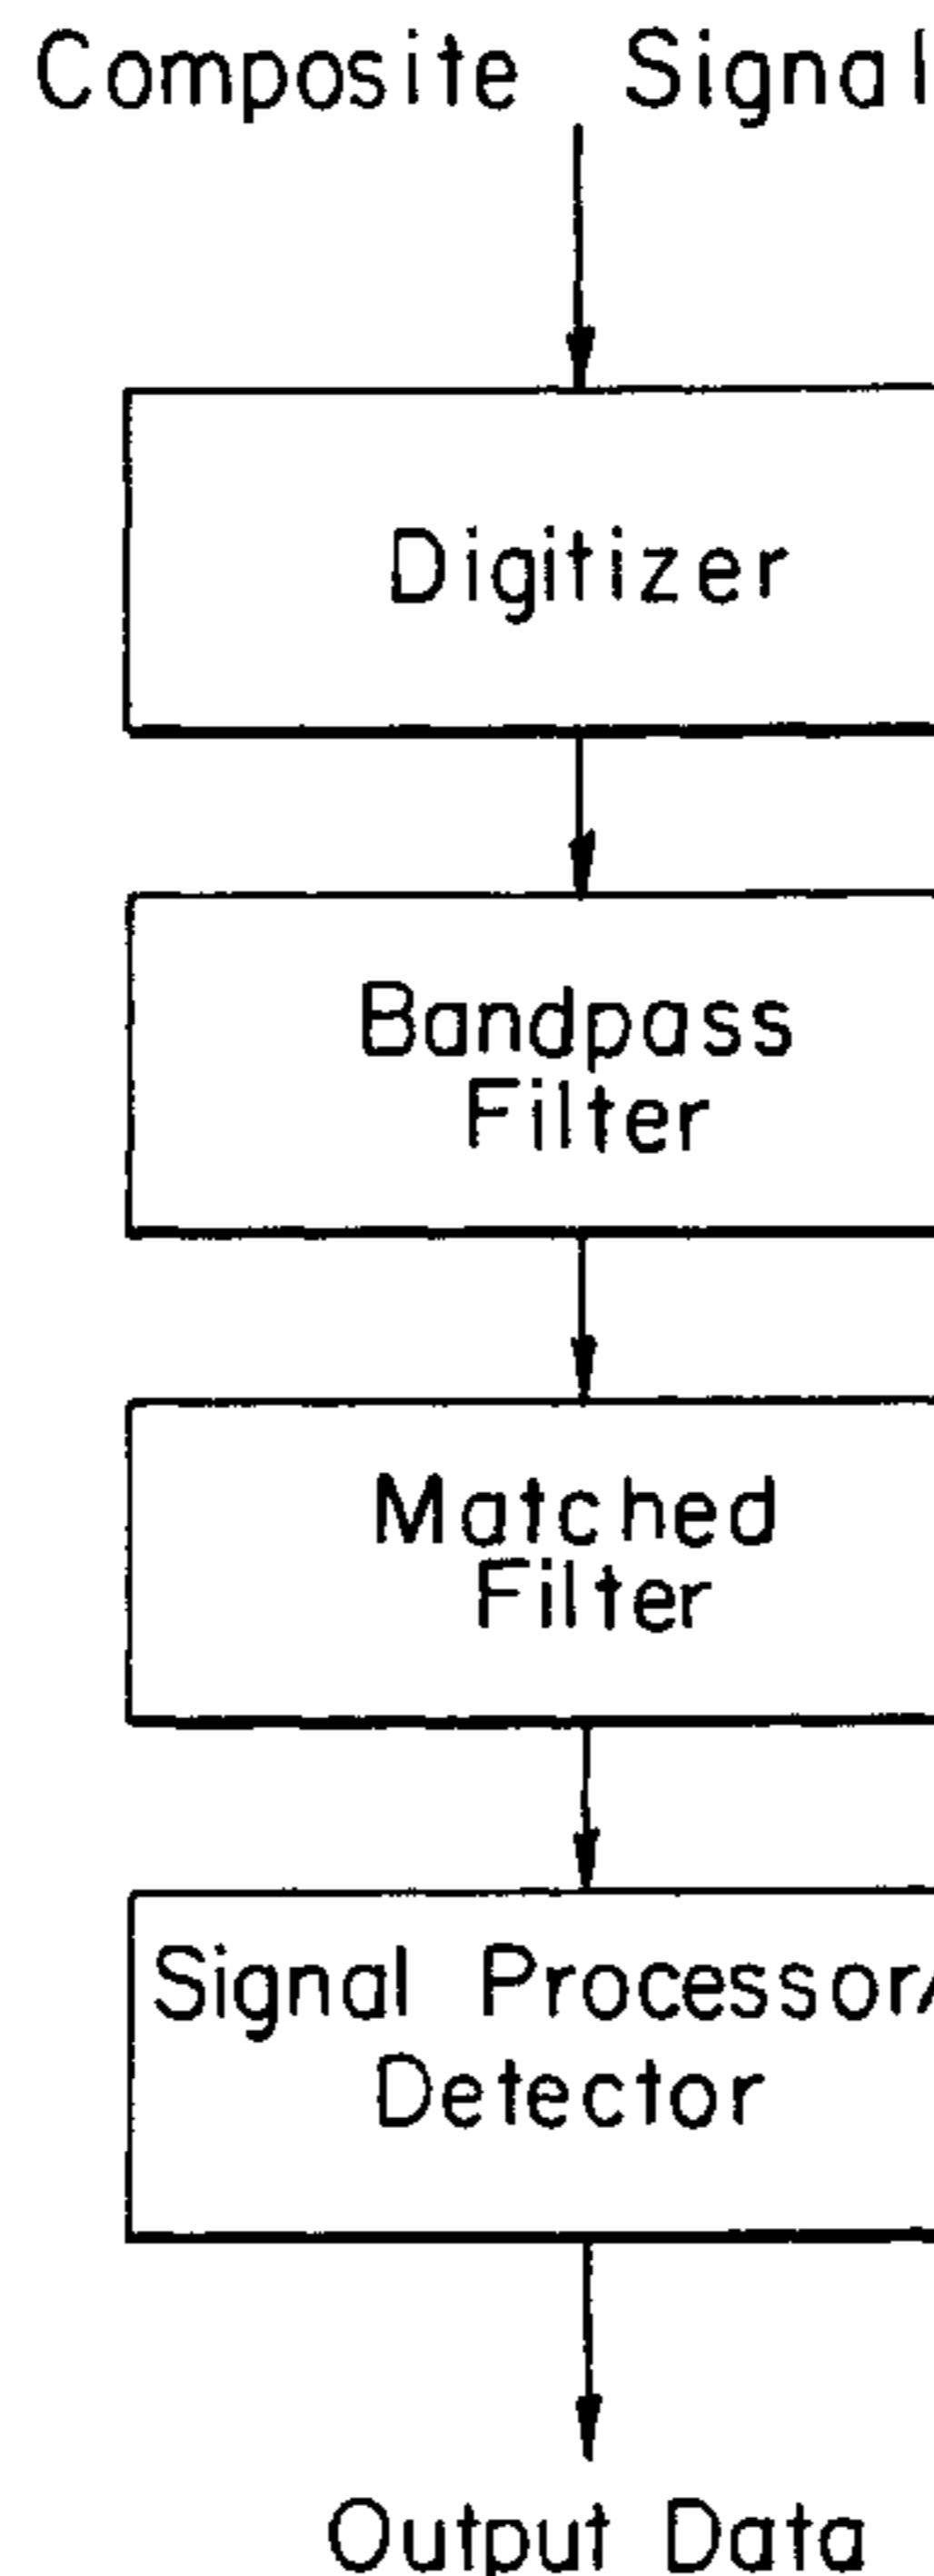 Composite Signal
Digitizer
Bandpass
Filter
Matched
Filter
Signal Processor/
Detector
Output Data